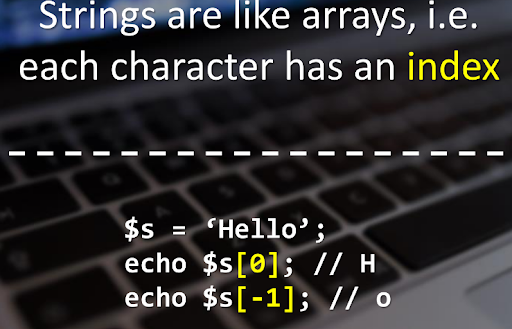 Strings are like arrays, i.e.
each character has an index
$s = ‘Hello’;
echo $s[0]; // H
echo $s[-1]; // o